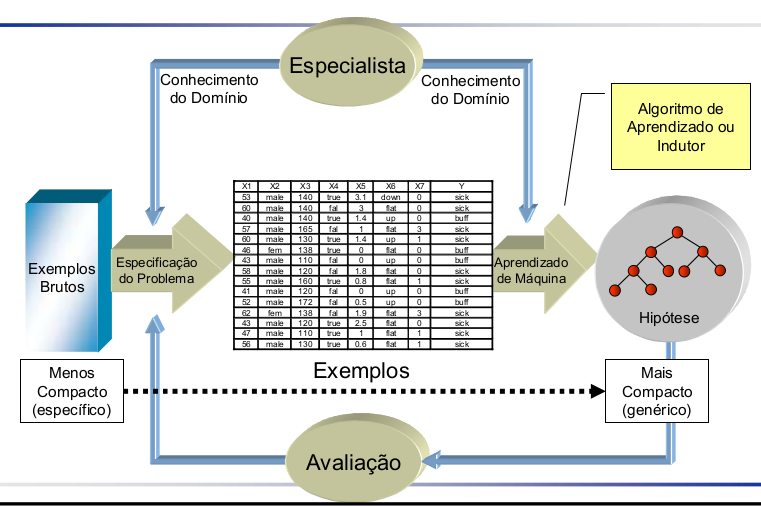 Especialista
Conhecimento
do Domínio
Conhecimento
do Domínio
Algoritmo de
Aprendizado ou
Indutor
Exemplos
Brutos
Especificação
do Problema
X1 X2 X3 X4 X5 X6 X7 Y
53 male 140 true 3.1 down 0 sick
60 male 140 fal 3 flat 0 sick
40 male 140 true 1.4 up 0 buff
57 male 165 fal 1 flat 3 sick
60 male 130 true 1.4 up 1 sick
46 fem 138 true 0 flat 0 buff
43 male 110 fal 0 up 0 buff
58 male 120 fal 1.8 flat 0 sick
55 male 160 true 0.8 flat 1 sick
41 male 120 fal 0 up 0 buff
52 male 172 fal 0.5 up 0 buff
62 fem 138 fal 1.9 flat 3 sick
43 male 120 true 2.5 flat 0 sick
47 male 110 true 1 flat 1 sick
56 male 130 true 0.6 flat 1 sick
Aprendizado
de Máquina
Hipótese
Exemplos
Menos
Compacto
(específico)
Mais
Compacto
(genérico)
Avaliação